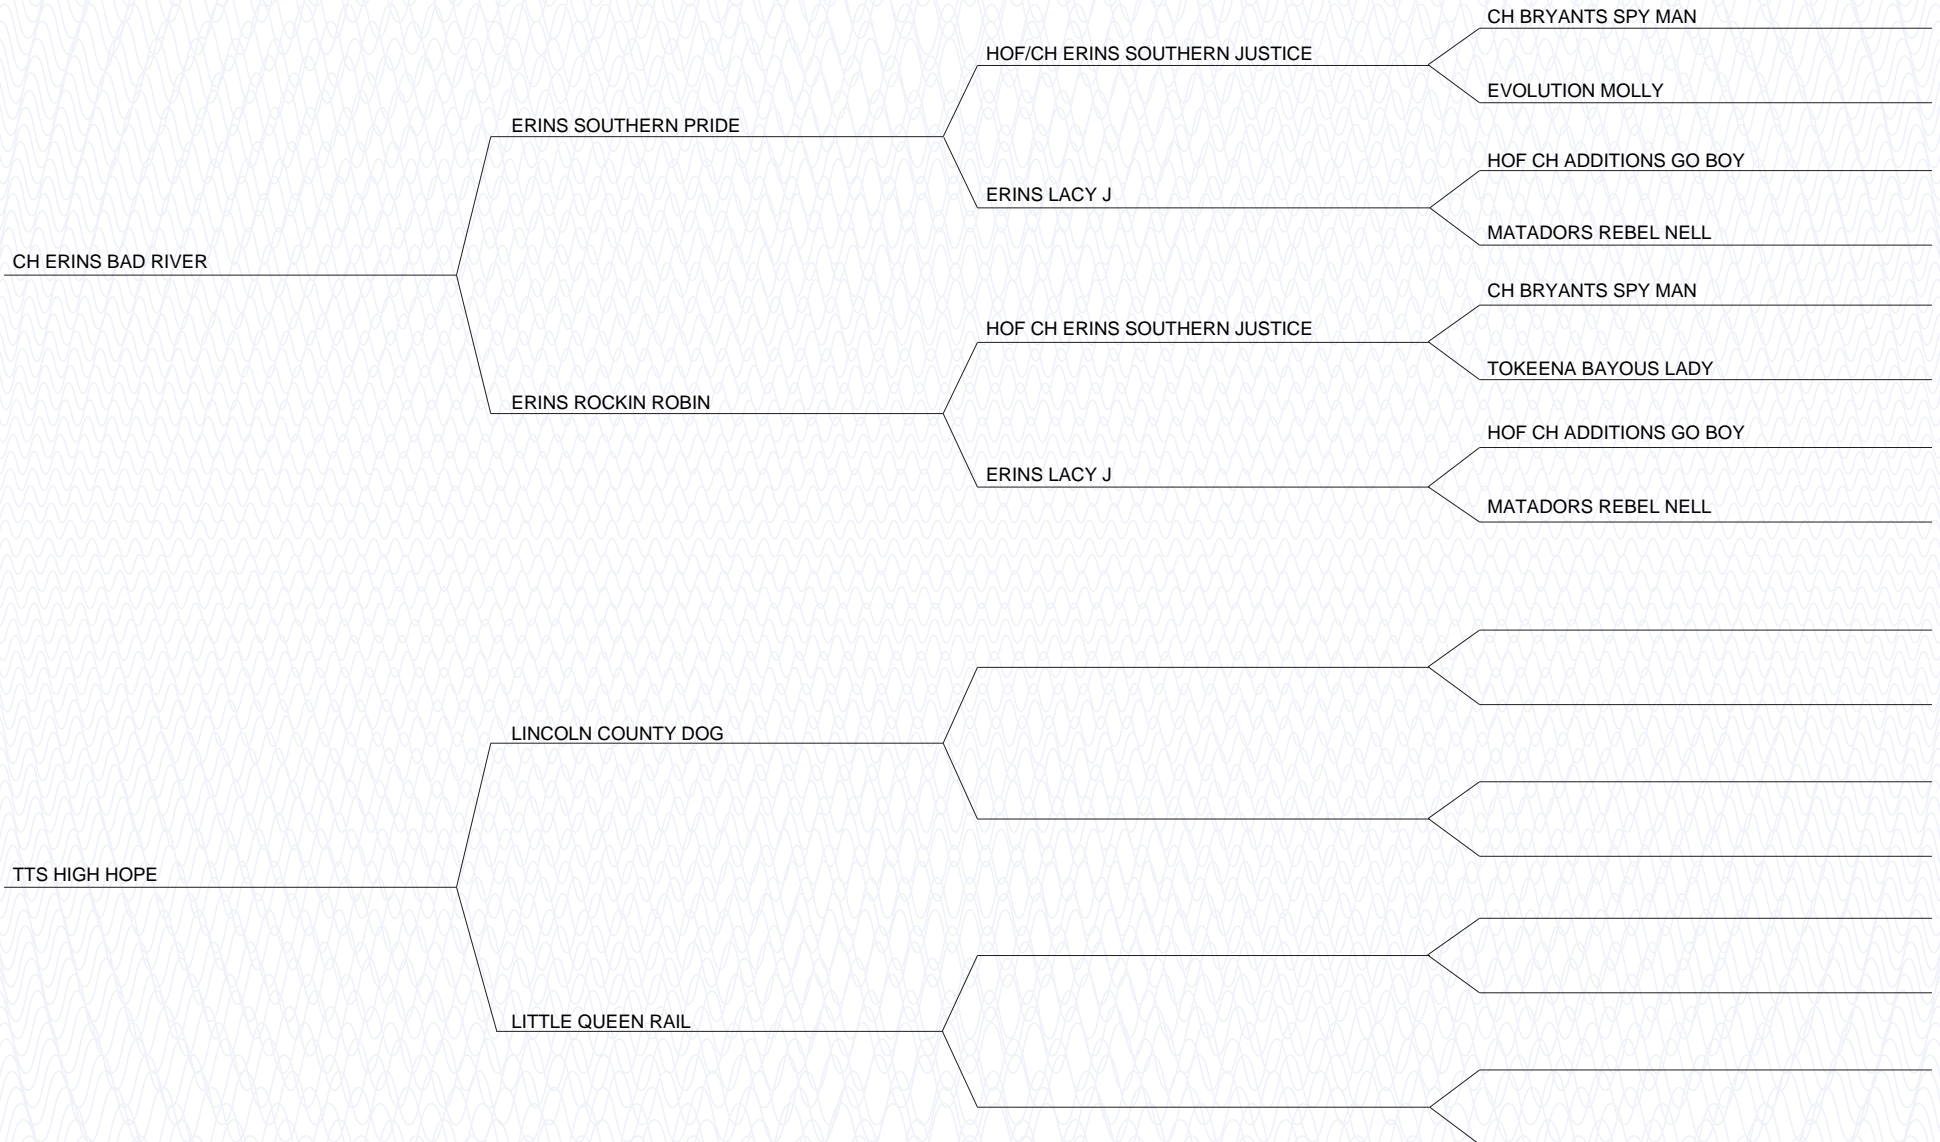 CH BRYANTS SPY MAN
HOF/CH ERINS SOUTHERN JUSTICE
EVOLUTION MOLLY
ERINS SOUTHERN PRIDE
HOF CH ADDITIONS GO BOY
ERINS LACY J
MATADORS REBEL NELL
CH ERINS BAD RIVER
CH BRYANTS SPY MAN
HOF CH ERINS SOUTHERN JUSTICE
TOKEENA BAYOUS LADY
ERINS ROCKIN ROBIN
HOF CH ADDITIONS GO BOY
ERINS LACY J
MATADORS REBEL NELL
LINCOLN COUNTY DOG
TTS HIGH HOPE
LITTLE QUEEN RAIL